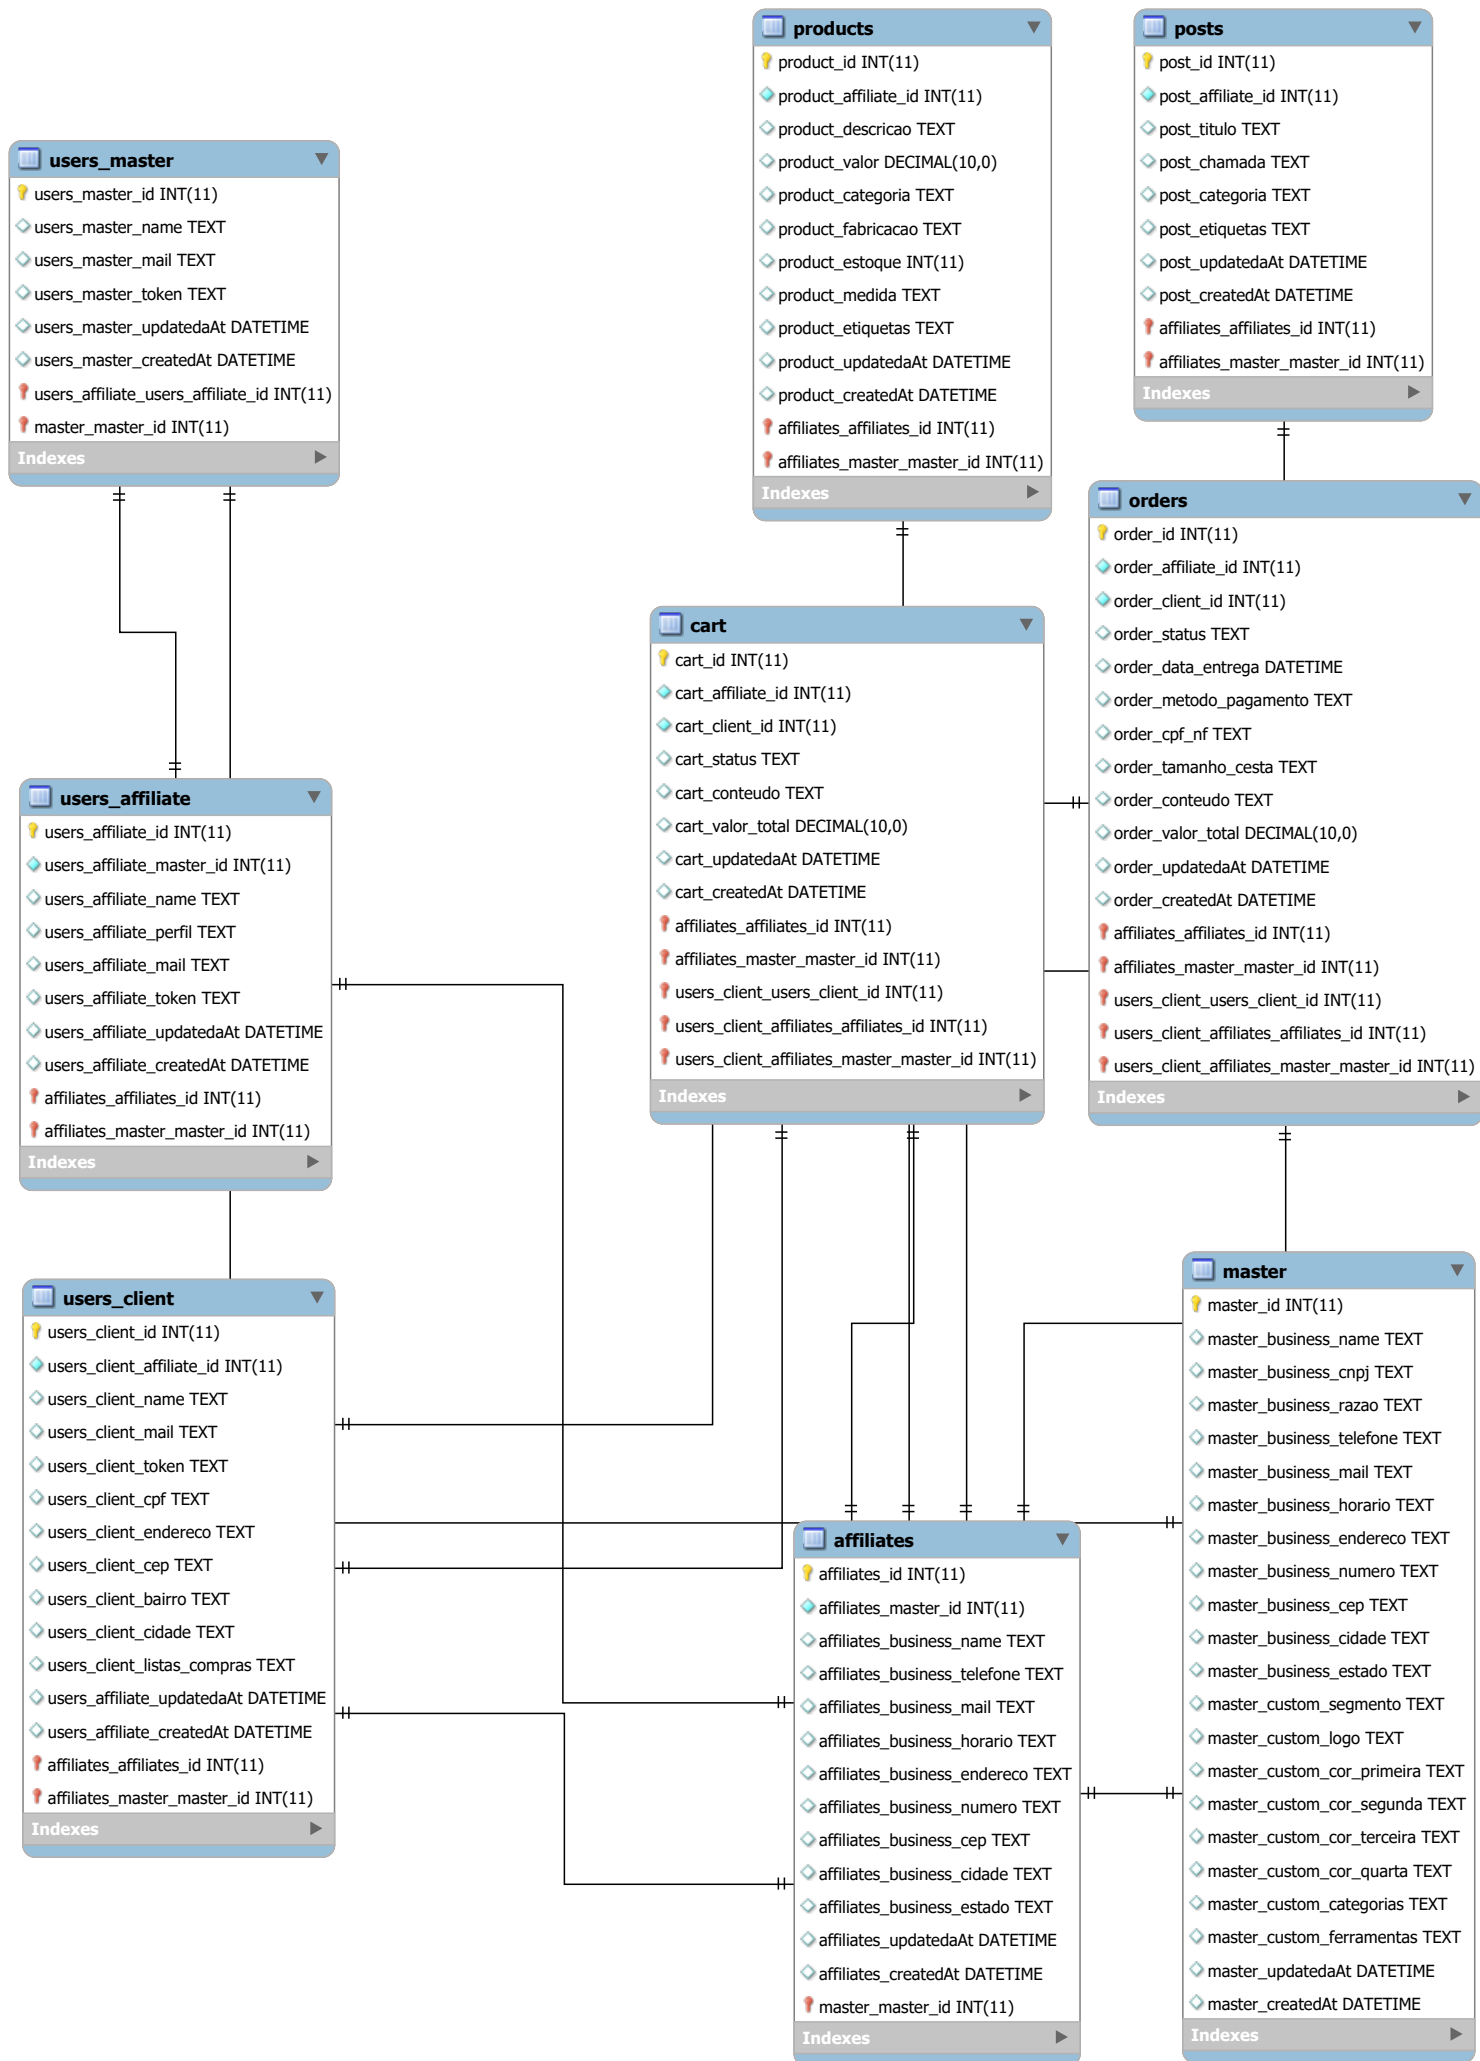 products
product_id INT(11)
product_affiliate_id INT(11)
product_descricao TEXT
product_valor DECIMAL(10,0)
product_categoria TEXT
product_fabricacao TEXT
product_estoque INT(11)
product_medida TEXT
product_etiquetas TEXT
product_updatedaAt DATETIME
product_createdAt DATETIME
affiliates_affiliates_id INT(11)
affiliates_master_master_id INT(11)
Indexes
posts
post_id INT(11)
post_affiliate_id INT(11)
post_titulo TEXT
post_chamada TEXT
post_categoria TEXT
post_etiquetas TEXT
post_updatedaAt DATETIME
post_createdAt DATETIME
affiliates_affiliates_id INT(11)
affiliates_master_master_id INT(11)
Indexes
users_master
users_master_id INT(11)
users_master_name TEXT
users_master_mail TEXT
users_master_token TEXT
users_master_updatedaAt DATETIME
users_master_createdAt DATETIME
users_affiliate_users_affiliate_id INT(11)
master_master_id INT(11)
Indexes
orders
order_id INT(11)
order_affiliate_id INT(11)
order_client_id INT(11)
order_status TEXT
order_data_entrega DATETIME
order_metodo_pagamento TEXT
order_cpf_nf TEXT
order_tamanho_cesta TEXT
order_conteudo TEXT
order_valor_total DECIMAL(10,0)
order_updatedaAt DATETIME
order_createdAt DATETIME
affiliates_affiliates_id INT(11)
affiliates_master_master_id INT(11)
users_client_users_client_id INT(11)
users_client_affiliates_affiliates_id INT(11)
users_client_affiliates_master_master_id INT(11)
Indexes
cart
cart_id INT(11)
cart_affiliate_id INT(11)
cart_client_id INT(11)
cart_status TEXT
cart_conteudo TEXT
cart_valor_total DECIMAL(10,0)
cart_updatedaAt DATETIME
cart_createdAt DATETIME
affiliates_affiliates_id INT(11)
affiliates_master_master_id INT(11)
users_client_users_client_id INT(11)
users_client_affiliates_affiliates_id INT(11)
users_client_affiliates_master_master_id INT(11)
Indexes
users_affiliate
users_affiliate_id INT(11)
users_affiliate_master_id INT(11)
users_affiliate_name TEXT
users_affiliate_perfil TEXT
users_affiliate_mail TEXT
users_affiliate_token TEXT
users_affiliate_updatedaAt DATETIME
users_affiliate_createdAt DATETIME
affiliates_affiliates_id INT(11)
affiliates_master_master_id INT(11)
Indexes
users_client
users_client_id INT(11)
users_client_affiliate_id INT(11)
users_client_name TEXT
users_client_mail TEXT
users_client_token TEXT
users_client_cpf TEXT
users_client_endereco TEXT
users_client_cep TEXT
users_client_bairro TEXT
users_client_cidade TEXT
users_client_listas_compras TEXT
users_affiliate_updatedaAt DATETIME
users_affiliate_createdAt DATETIME
affiliates_affiliates_id INT(11)
affiliates_master_master_id INT(11)
Indexes
master
master_id INT(11)
master_business_name TEXT
master_business_cnpj TEXT
master_business_razao TEXT
master_business_telefone TEXT
master_business_mail TEXT
master_business_horario TEXT
master_business_endereco TEXT
master_business_numero TEXT
master_business_cep TEXT
master_business_cidade TEXT
master_business_estado TEXT
master_custom_segmento TEXT
master_custom_logo TEXT
master_custom_cor_primeira TEXT
master_custom_cor_segunda TEXT
master_custom_cor_terceira TEXT
master_custom_cor_quarta TEXT
master_custom_categorias TEXT
master_custom_ferramentas TEXT
master_updatedaAt DATETIME
master_createdAt DATETIME
Indexes
affiliates
affiliates_id INT(11)
affiliates_master_id INT(11)
affiliates_business_name TEXT
affiliates_business_telefone TEXT
affiliates_business_mail TEXT
affiliates_business_horario TEXT
affiliates_business_endereco TEXT
affiliates_business_numero TEXT
affiliates_business_cep TEXT
affiliates_business_cidade TEXT
affiliates_business_estado TEXT
affiliates_updatedaAt DATETIME
affiliates_createdAt DATETIME
master_master_id INT(11)
Indexes